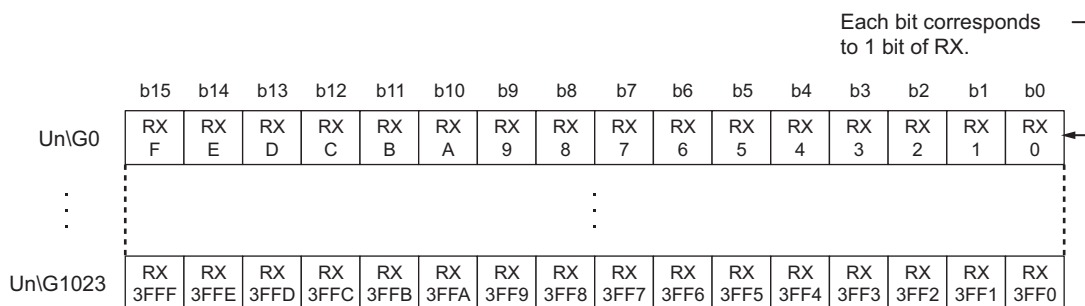 Each bit corresponds
to 1 bit of RX.
b15 b14 b13 b12 b11 b10 b9 b8 b7 b6 b5 b4 b3 b2 b1 b0
Un\G0 RX RX RX RX RX RX RX RX RX RX RX RX RX RX RX RX
F E D C B A 9 8 7 6 5 4 3 2 1 0
Un\G1023 RX RX RX RX RX RX RX RX RX RX RX RX RX RX RX RX
3FFF 3FFE 3FFD 3FFC 3FFB 3FFA 3FF9 3FF8 3FF7 3FF6 3FF5 3FF4 3FF3 3FF2 3FF1 3FF0